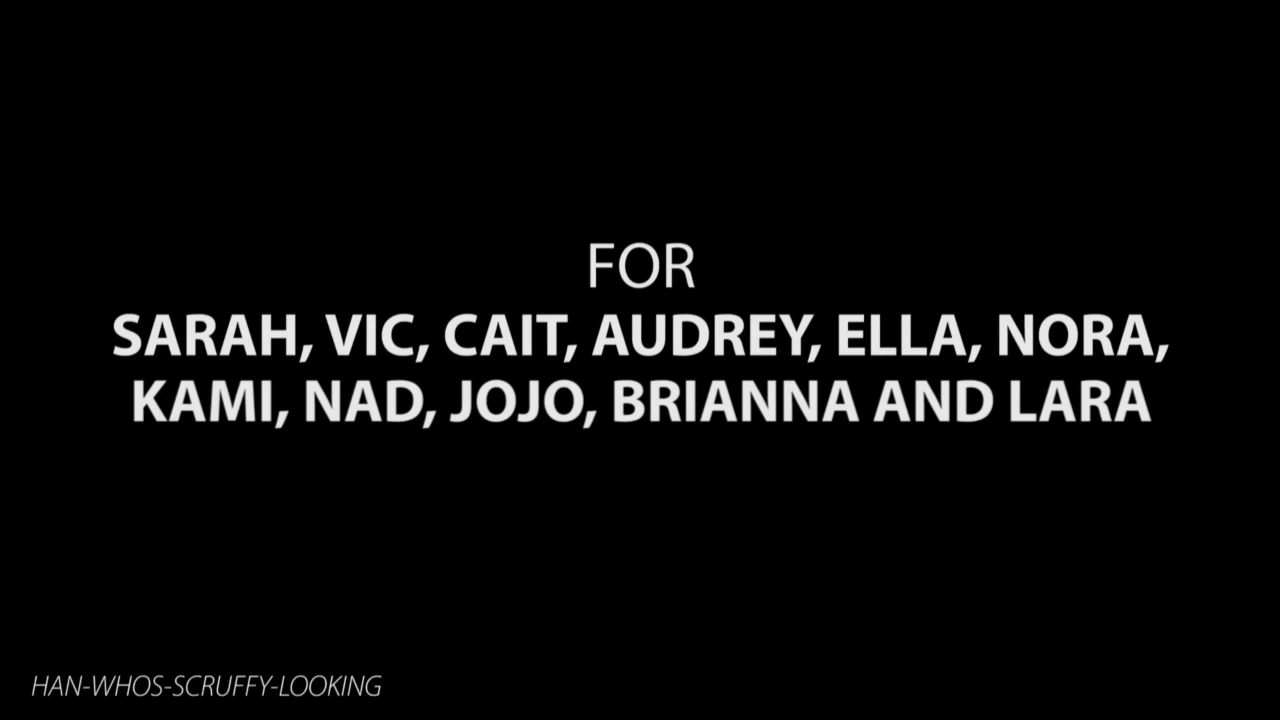 FOR
SARAH, VIC, CAIT, AUDREY, ELLA, NORA,
KAMI, NAD, JOJO, BRIANNA AND LARA
HAN-WHOS-SCRUFFY-LOOKING